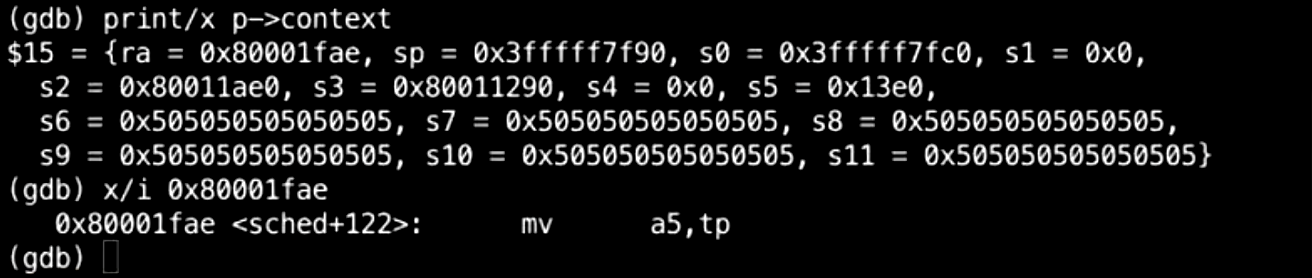 (gdb) print/x p->context
$15 = {ra = 0x80001fae, sp = 0x3fffff7f90, s0 = 0x3fffff7fc0, s1 = 0x0,
  s2 = 0x80011ae0, s3 = 0x80011290, s4 = 0x0, s5 = 0x13e0,
  s6 = 0x505050505050505, s7 = 0x505050505050505, s8 = 0x505050505050505,
  s9 = 0x505050505050505, s10 = 0x505050505050505, s11 = 0x505050505050505}
(gdb) x/i 0x80001fae
   0x80001fae <sched+122>:      mv      a5,tp
(gdb)